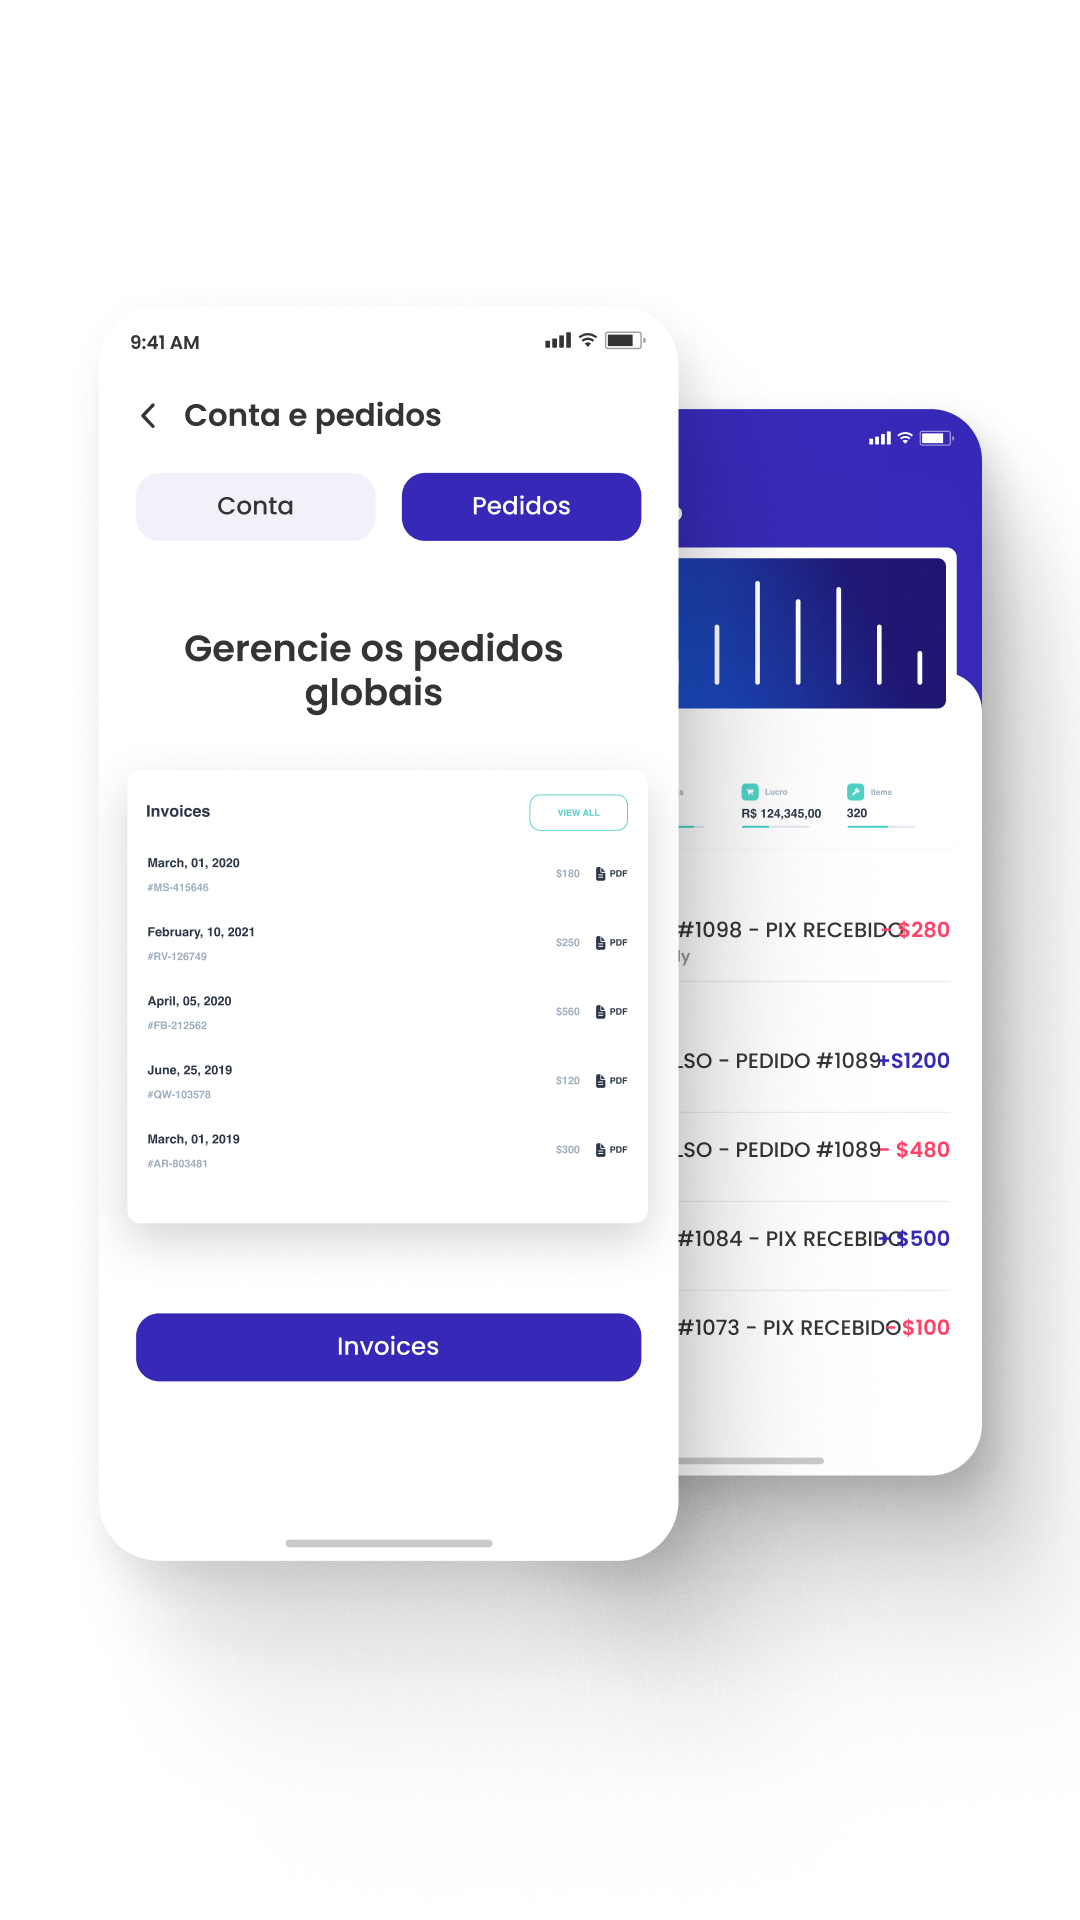 9:41 AM
Conta e pedidos
Conta
Pedidos
Gerencie os pedidos
globais
Invoices
VIEW ALL
March, 01, 2020
$180
PDF
#MS-415646
February, 10, 2021
$250
PDF
#RV-126749
April, 05, 2020
$560
PDF
#FB-212562
June, 25, 2019
$120
PDF
#QW-103578
March, 01, 2019
$300
PDF
#AR-803481
Invoices
Lucro
R$ 124,345,00
Items
320
#1098 - PIX RECEBIDO
- $280
ly
LSO - PEDIDO #1089
+S1200
LSO - PEDIDO #1089
- $480
#1084 - PIX RECEBIDO
+ $500
#1073 - PIX RECEBIDO
- $100